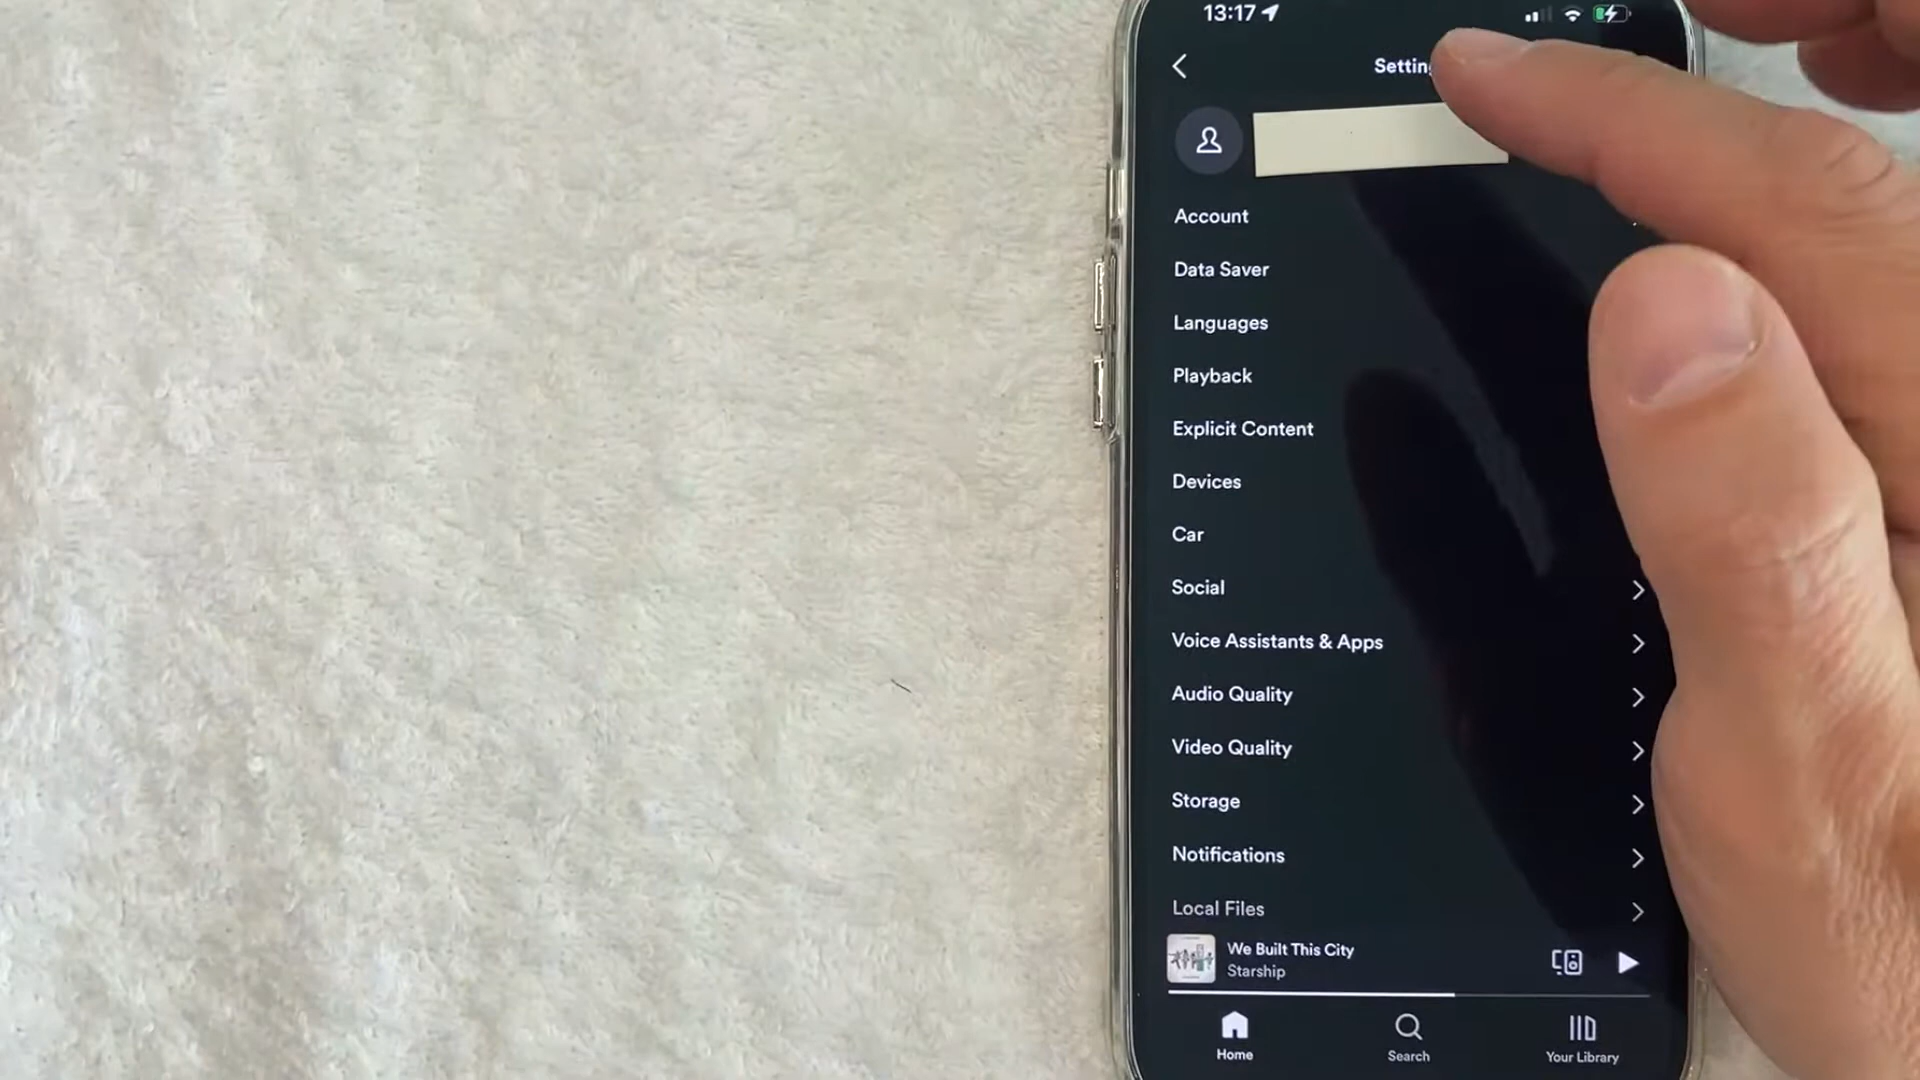 13:17
Settin
Account
Data Saver
Languages
Playback
Explicit Content
Devices
Car
Social
Voice Assistants & Apps
Audio Quality
Video Quality
Storage
Notifications
Local Files
We Built This City
Starship
Home
Search
Your Library